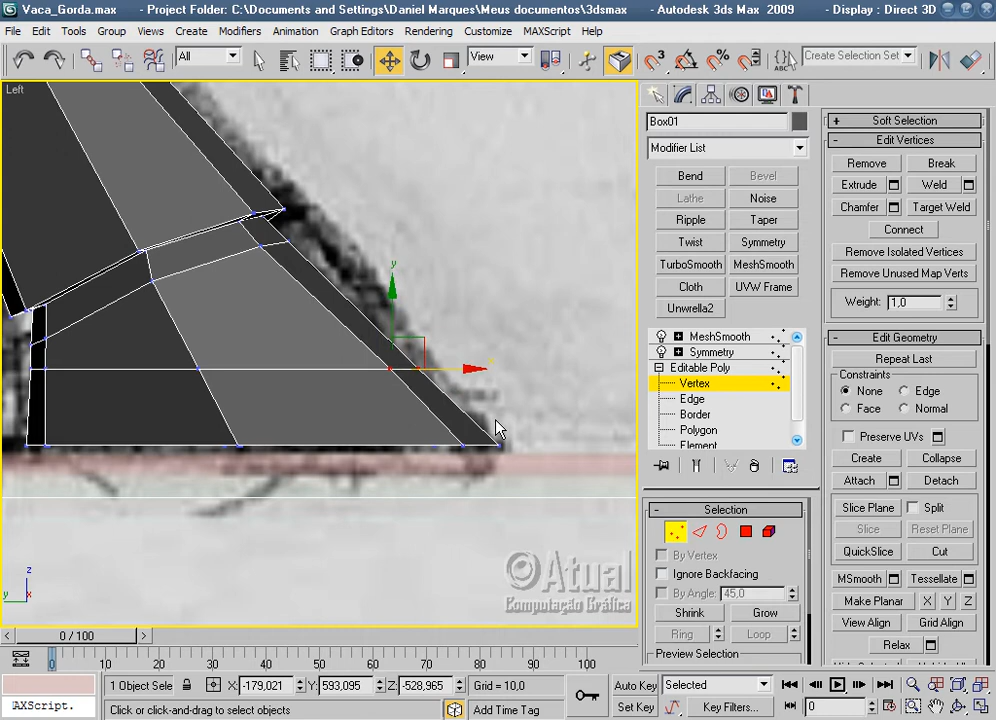 Vaca_Gorda.max - Project Folder: C:\Documents and Settings\Daniel Marques\Meus documentos\3dsmax - Autodesk 3ds Max 2009 - Display : Direct 3D
File Edit Tools Group Views Create Modifiers Animation Graph Editors Rendering Customize MAXScript Help
All View Create Selection Set
Left
Box01
Modifier List
Bend Bevel
Lathe Noise
Ripple Taper
Twist Symmetry
TurboSmooth MeshSmooth
Cloth UVW Frame
Unwrella2
MeshSmooth
Symmetry
Editable Poly
Vertex
Edge
Border
Polygon
Element
Selection
By Vertex
Ignore Backfacing
By Angle: 45,0
Shrink Grow
Ring Loop
Preview Selection
Soft Selection
Edit Vertices
Remove Break
Extrude Weld
Chamfer Target Weld
Connect
Remove Isolated Vertices
Remove Unused Map Verts
Weight: 1,0
Edit Geometry
Repeat Last
Constraints
None Edge
Face Normal
Preserve UVs
Create Collapse
Attach Detach
Slice Plane Split
Slice Reset Plane
QuickSlice Cut
MSmooth Tessellate
Make Planar X Y Z
View Align Grid Align
Relax
y
x
z
y
x
©Atual
Computação Gráfica
0 / 100
0 10 20 30 40 50 60 70 80 90 100
1 Object Sele X: -179,021 Y: 593,095 Z: -528,965 Grid = 10,0
Auto Key Selected
Set Key Key Filters... 0
AXScript. Click or click-and-drag to select objects Add Time Tag